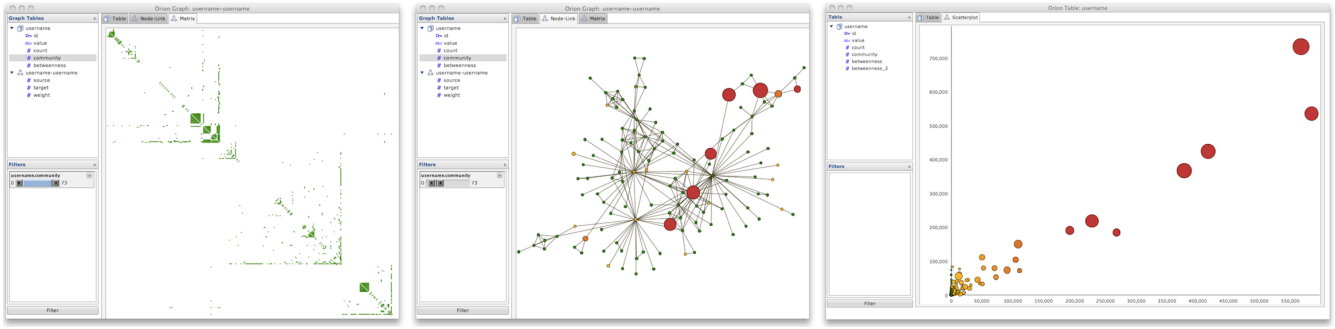 Orion Graph: username-username
Graph Tables
Table
Node-Link
Matrix
username
id
Abc value
# count
# community
# betweenness
username-username
# source
# target
# weight
Filters
username.community
0
73
Filter
Orion Graph: username-username
Graph Tables
Table
Node-Link
Matrix
username
id
Abc value
# count
# community
# betweenness
username-username
# source
# target
# weight
Filters
username.community
0
73
Filter
Orion Table: username
Table
Table
Scatterplot
username
id
Abc value
# count
# community
# betweenness
# betweenness_2
Filters
Filter
700,000
600,000
500,000
400,000
300,000
200,000
100,000
0
0 50,000 100,000 150,000 200,000 250,000 300,000 350,000 400,000 450,000 500,000 550,000